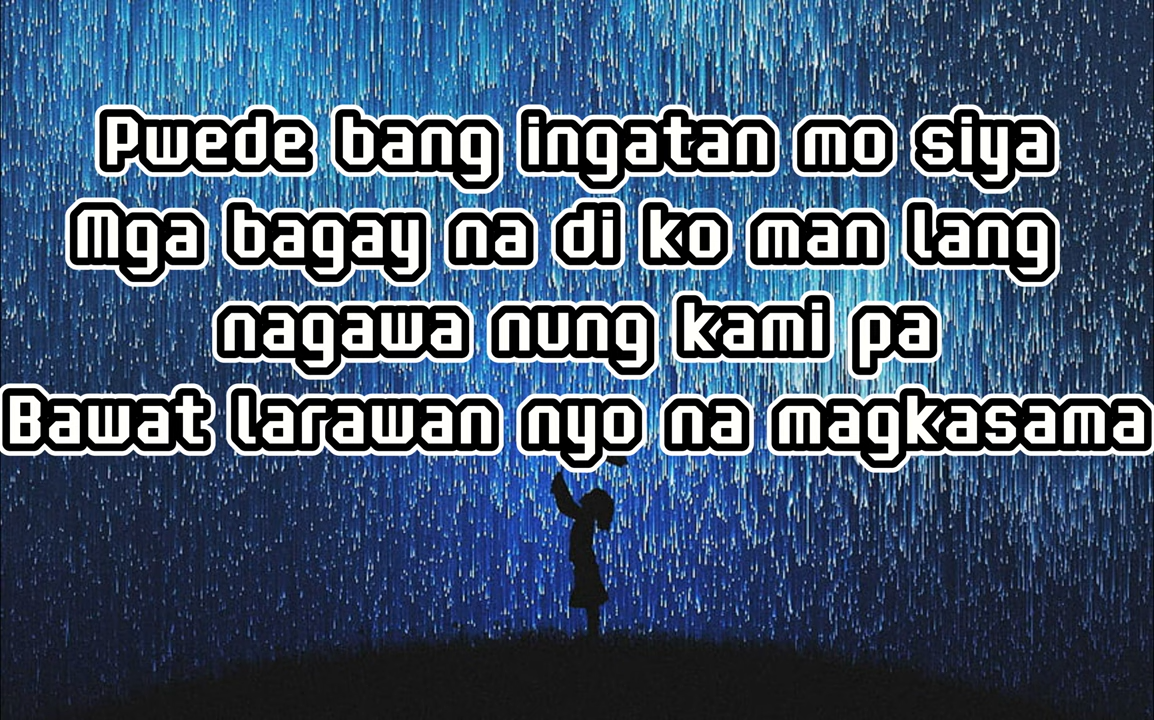 Pwede bang ingatan mo siya
Mga bagay na di ko man lang
nagawa nung kami pa
Bawat larawan nyo na magkasama